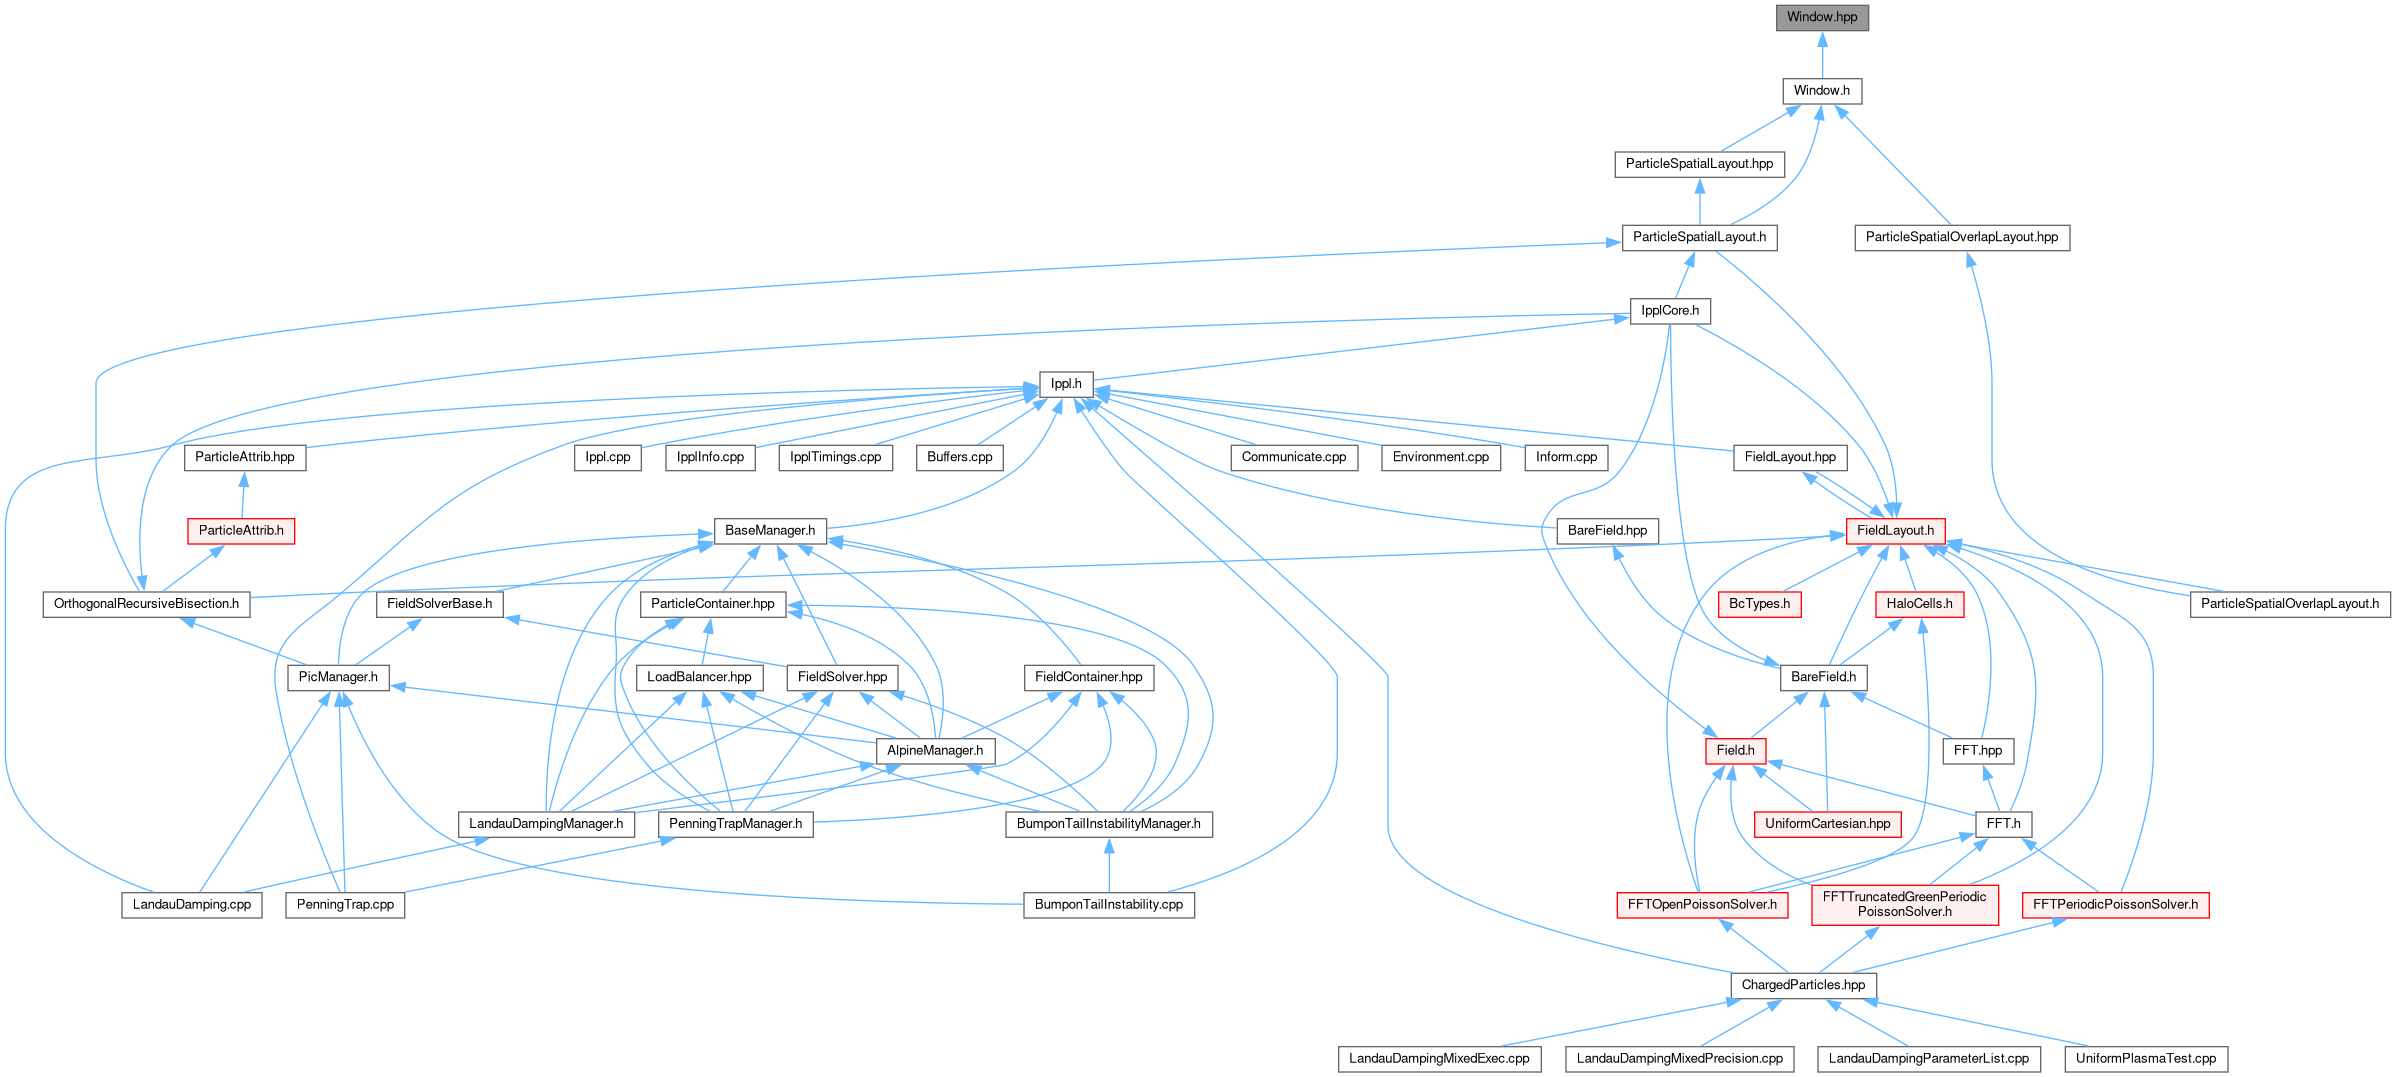 Window.hpp
Window.h
ParticleSpatialLayout.hpp
ParticleSpatialLayout.h
ParticleSpatialOverlapLayout.hpp
IpplCore.h
Ippl.h
ParticleAttrib.hpp
Ippl.cpp
IpplInfo.cpp
IpplTimings.cpp
Buffers.cpp
Communicate.cpp
Environment.cpp
Inform.cpp
FieldLayout.hpp
ParticleAttrib.h
BaseManager.h
BareField.hpp
FieldLayout.h
OrthogonalRecursiveBisection.h
FieldSolverBase.h
ParticleContainer.hpp
BcTypes.h
HaloCells.h
ParticleSpatialOverlapLayout.h
PicManager.h
LoadBalancer.hpp
FieldSolver.hpp
FieldContainer.hpp
BareField.h
AlpineManager.h
Field.h
FFT.hpp
LandauDampingManager.h
PenningTrapManager.h
BumponTailInstabilityManager.h
UniformCartesian.hpp
FFT.h
LandauDamping.cpp
PenningTrap.cpp
BumponTailInstability.cpp
FFTOpenPoissonSolver.h
FFTTruncatedGreenPeriodic
PoissonSolver.h
FFTPeriodicPoissonSolver.h
ChargedParticles.hpp
LandauDampingMixedExec.cpp
LandauDampingMixedPrecision.cpp
LandauDampingParameterList.cpp
UniformPlasmaTest.cpp